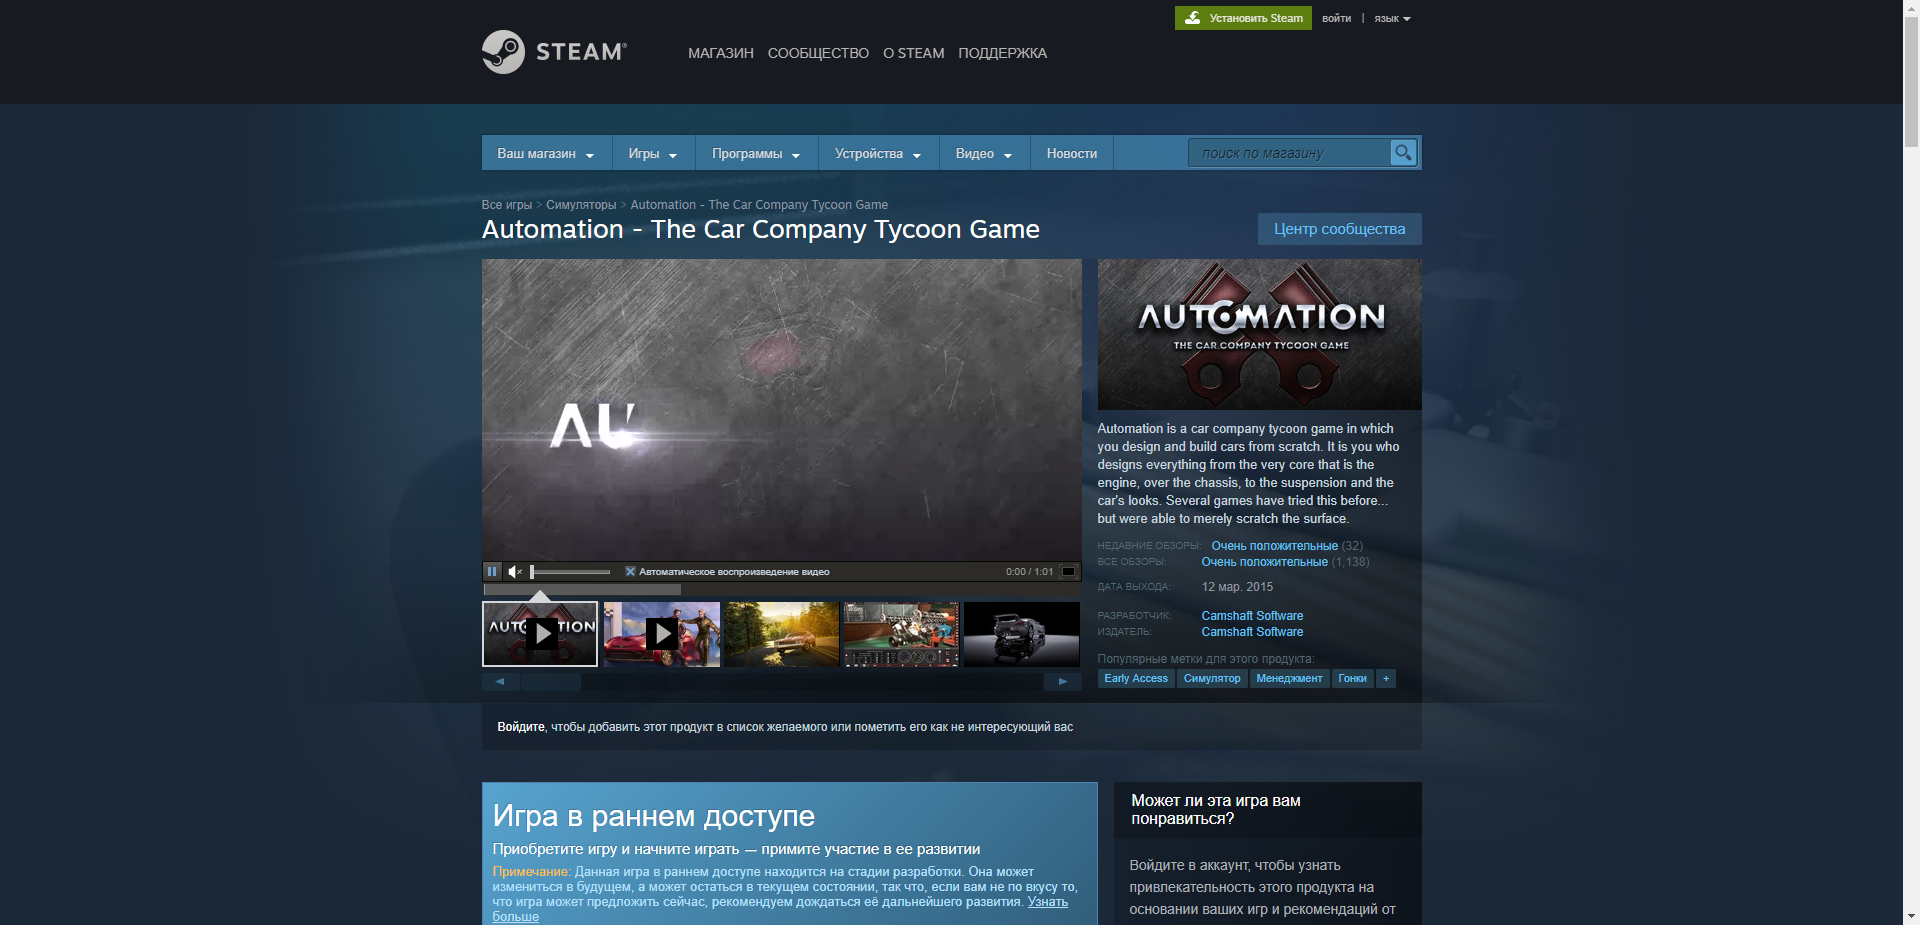 Установить Steam
войти | язык
STEAM®
МАГАЗИН СООБЩЕСТВО О STEAM ПОДДЕРЖКА
Ваш магазин Игры Программы Устройства Видео Новости поиск по магазину
Все игры > Симуляторы > Automation - The Car Company Tycoon Game
Automation - The Car Company Tycoon Game
Центр сообщества
AU
AUTOMATION
THE CAR COMPANY TYCOON GAME
Automation is a car company tycoon game in which
you design and build cars from scratch. It is you who
designs everything from the very core that is the
engine, over the chassis, to the suspension and the
car's looks. Several games have tried this before...
but were able to merely scratch the surface.
НЕДАВНИЕ ОБЗОРЫ: Очень положительные (32)
ВСЕ ОБЗОРЫ: Очень положительные (1,138)
ДАТА ВЫХОДА: 12 мар. 2015
РАЗРАБОТЧИК: Camshaft Software
ИЗДАТЕЛЬ: Camshaft Software
Популярные метки для этого продукта:
Early Access Симулятор Менеджмент Гонки +
Автоматическое воспроизведение видео 0:00 / 1:01
Войдите, чтобы добавить этот продукт в список желаемого или пометить его как не интересующий вас
Игра в раннем доступе
Приобретите игру и начните играть — примите участие в ее развитии
Примечание: Данная игра в раннем доступе находится на стадии разработки. Она может
измениться в будущем, а может остаться в текущем состоянии, так что, если вам не по вкусу то,
что игра может предложить сейчас, рекомендуем дождаться её дальнейшего развития. Узнать
больше
Может ли эта игра вам
понравиться?
Войдите в аккаунт, чтобы узнать
привлекательность этого продукта на
основании ваших игр и рекомендаций от